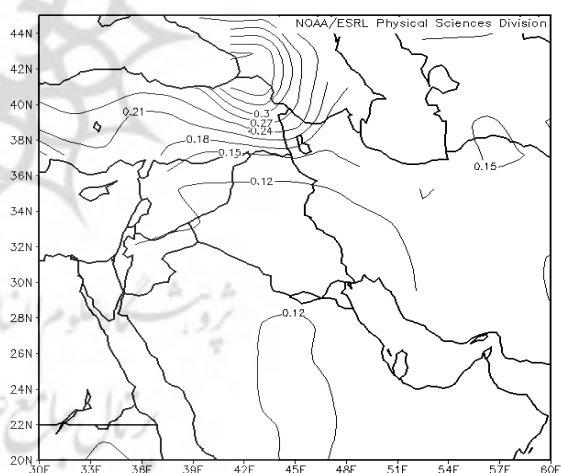 NOAA/ESRL Physical Sciences Division
44N
42N
40N
38N
36N
34N
32N
30N
28N
26N
24N
22N
20N
0.3
0.27
0.24
0.21
0.18
0.15
0.15
0.12
0.12
30E 33E 36E 39E 42E 45E 48E 51E 54E 57E 60E